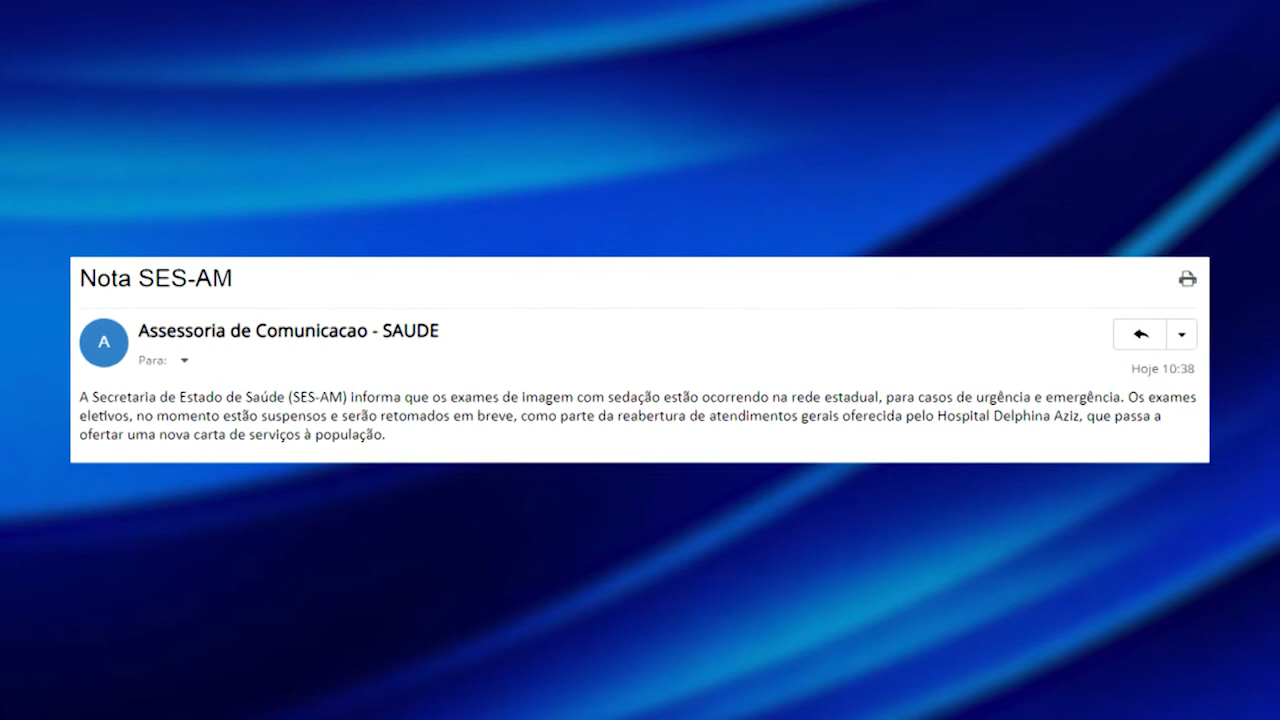 Nota SES-AM
A
Assessoria de Comunicacao - SAUDE
Para:
Hoje 10:38
A Secretaria de Estado de Saúde (SES-AM) informa que os exames de imagem com sedação estão ocorrendo na rede estadual, para casos de urgência e emergência. Os exames
eletivos, no momento estão suspensos e serão retomados em breve, como parte da reabertura de atendimentos gerais oferecida pelo Hospital Delphina Aziz, que passa a
ofertar uma nova carta de serviços à população.